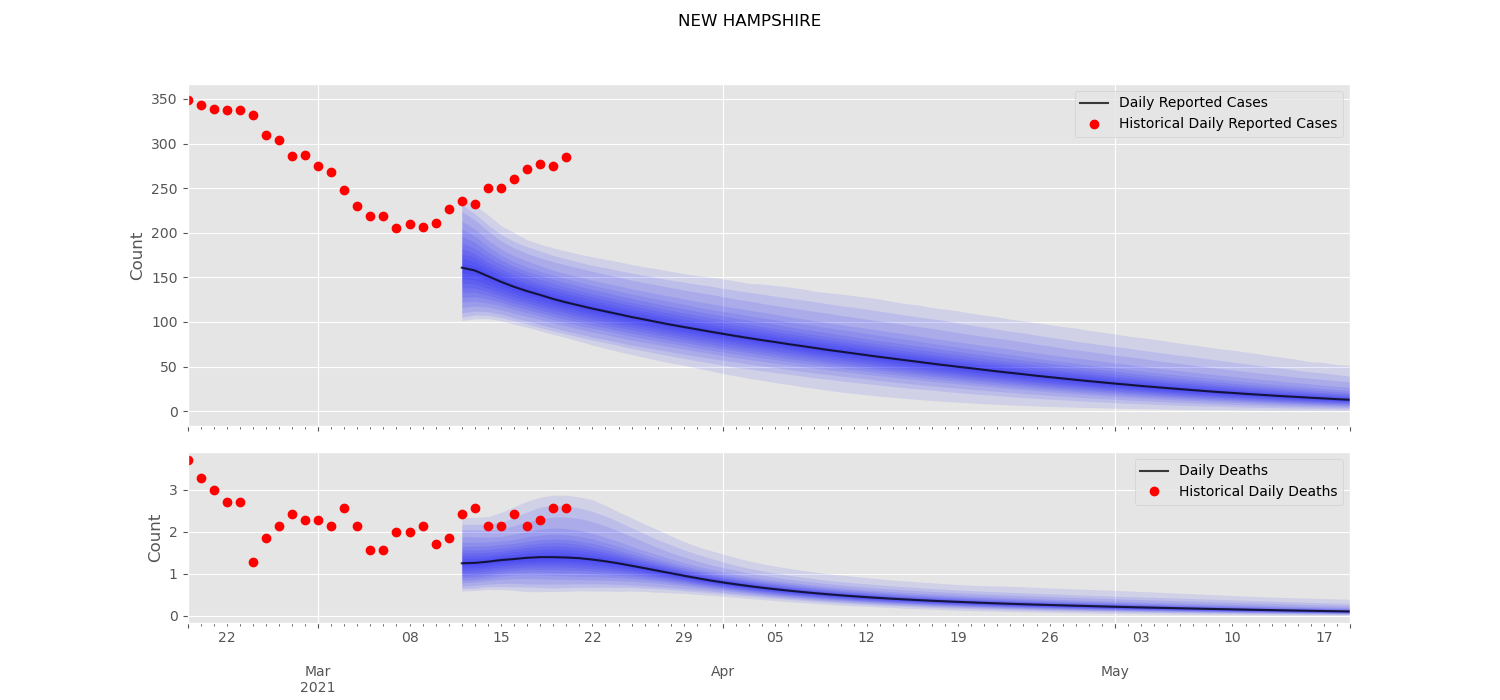 NEW HAMPSHIRE
Daily Reported Cases
Historical Daily Reported Cases
350
300
250
200
150
100
50
0
Count
Daily Deaths
Historical Daily Deaths
3
2
1
0
Count
22 08 15 22 29 05 12 19 26 03 10 17
Mar Apr May
2021